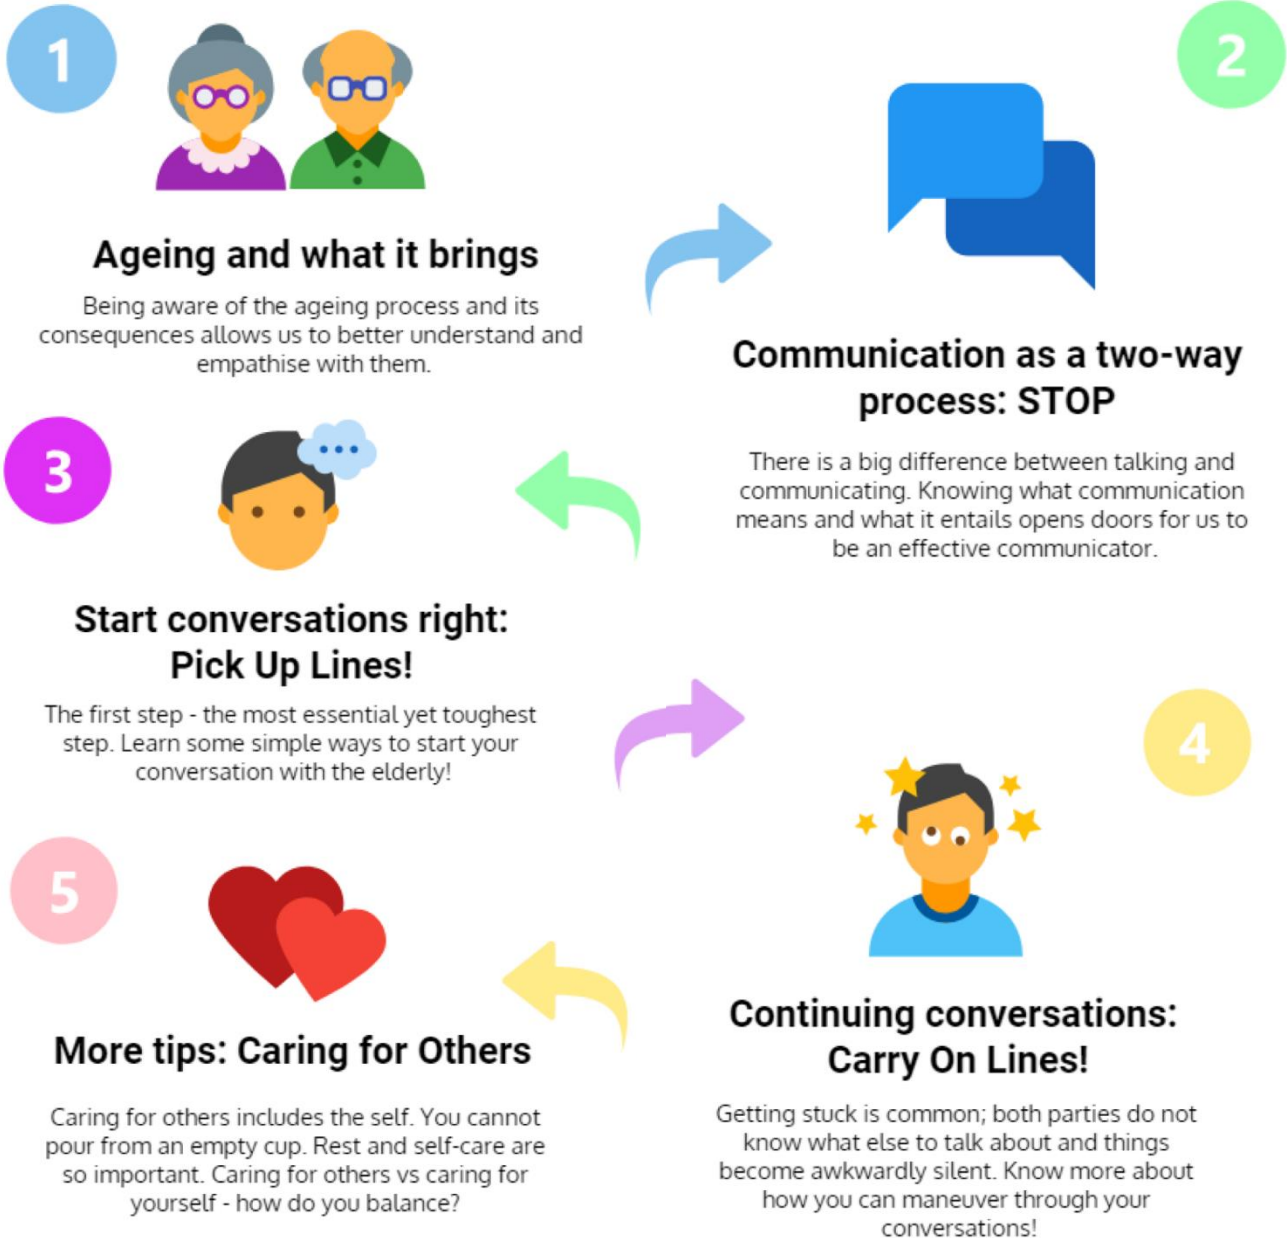 1
Ageing and what it brings
Being aware of the ageing process and its
consequences allows us to better understand and
empathise with them.
2
Communication as a two-way
process: STOP
There is a big difference between talking and
communicating. Knowing what communication
means and what it entails opens doors for us to
be an effective communicator.
3
Start conversations right:
Pick Up Lines!
The first step - the most essential yet toughest
step. Learn some simple ways to start your
conversation with the elderly!
4
Continuing conversations:
Carry On Lines!
Getting stuck is common; both parties do not
know what else to talk about and things
become awkwardly silent. Know more about
how you can maneuver through your
conversations!
5
More tips: Caring for Others
Caring for others includes the self. You cannot
pour from an empty cup. Rest and self-care are
so important. Caring for others vs caring for
yourself - how do you balance?